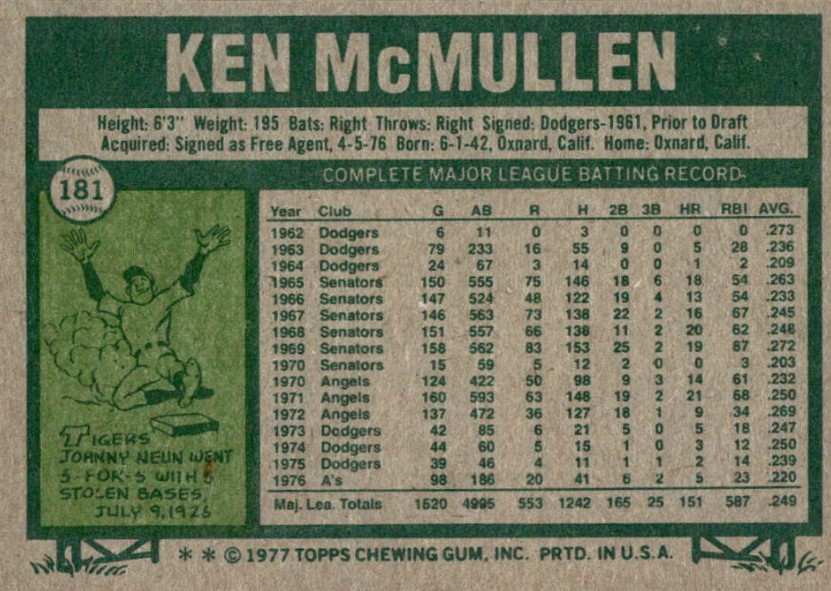 KEN McMULLEN
Height: 6'3" Weight: 195 Bats: Right Throws: Right Signed: Dodgers-1961, Prior to Draft
Acquired: Signed as Free Agent, 4-5-76 Born: 6-1-42, Oxnard, Calif. Home: Oxnard, Calif.
181
COMPLETE MAJOR LEAGUE BATTING RECORD
Year Club G AB R H 2B 3B HR RBI AVG.
1962 Dodgers 6 11 0 3 0 0 0 0 .273
1963 Dodgers 79 233 16 55 9 0 5 28 .236
1964 Dodgers 24 67 3 14 0 0 1 2 .209
1965 Senators 150 555 75 146 18 6 18 54 .263
1966 Senators 147 524 48 122 19 4 13 54 .233
1967 Senators 146 563 73 138 22 2 16 67 .245
1968 Senators 151 557 66 138 11 2 20 62 .248
1969 Senators 158 562 83 153 25 2 19 87 .272
1970 Senators 15 59 5 12 2 0 0 3 .203
1970 Angels 124 422 50 98 9 3 14 61 .232
1971 Angels 160 593 63 148 19 2 21 68 .250
1972 Angels 137 472 36 127 18 1 9 34 .269
1973 Dodgers 42 85 6 21 5 0 5 18 .247
1974 Dodgers 44 60 5 15 1 0 3 12 .250
1975 Dodgers 39 46 4 11 1 1 2 14 .239
1976 A's 98 186 20 41 6 2 5 23 .220
Maj. Lea. Totals 1520 4995 553 1242 165 25 151 587 .249
TIGERS
JOHNNY NEUN WENT
5-FOR-5 WITH 5
STOLEN BASES,
JULY 9, 1926
* * © 1977 TOPPS CHEWING GUM, INC. PRTD. IN U.S.A.